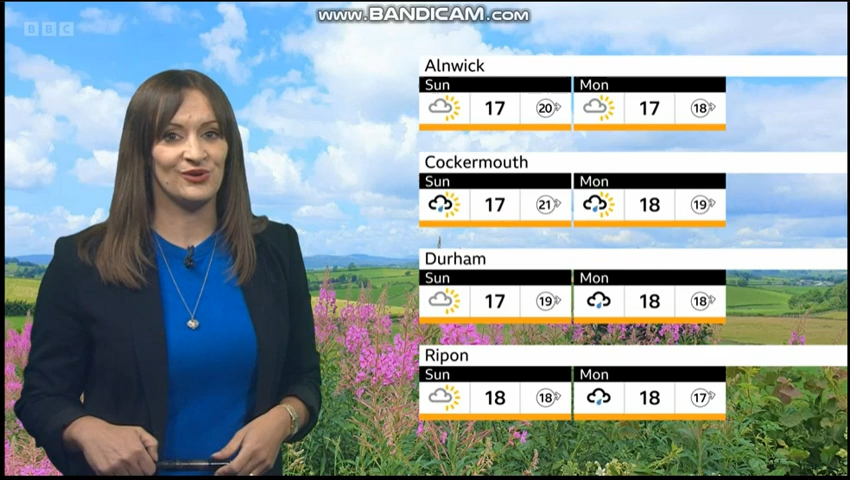 www.BANDICAM.com
BBC
Alnwick
Sun Mon
17 20 17 18
Cockermouth
Sun Mon
17 21 18 19
Durham
Sun Mon
17 19 18 18
Ripon
Sun Mon
18 18 18 17